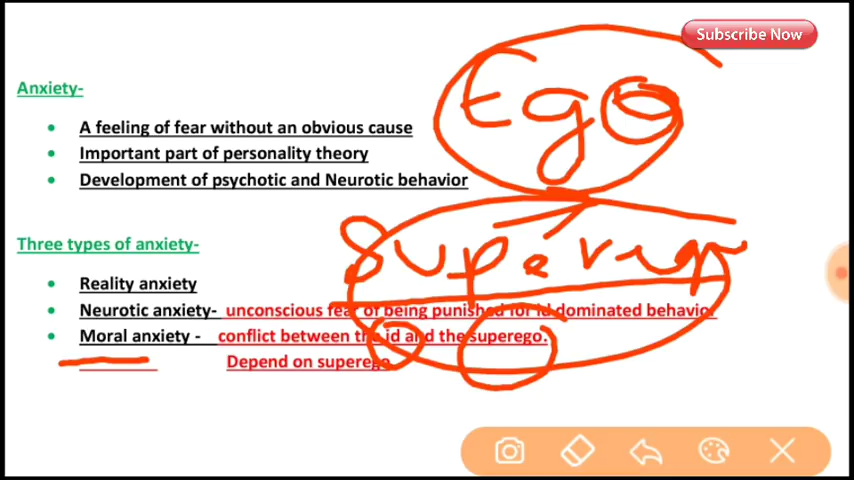 Subscribe Now
Anxiety-
Ego
• A feeling of fear without an obvious cause
• Important part of personality theory
• Development of psychotic and Neurotic behavior
Superego
Three types of anxiety-
• Reality anxiety
• Neurotic anxiety- unconscious fear of being punished for id dominated behavior
• Moral anxiety - conflict between the id and the superego.
Depend on superego